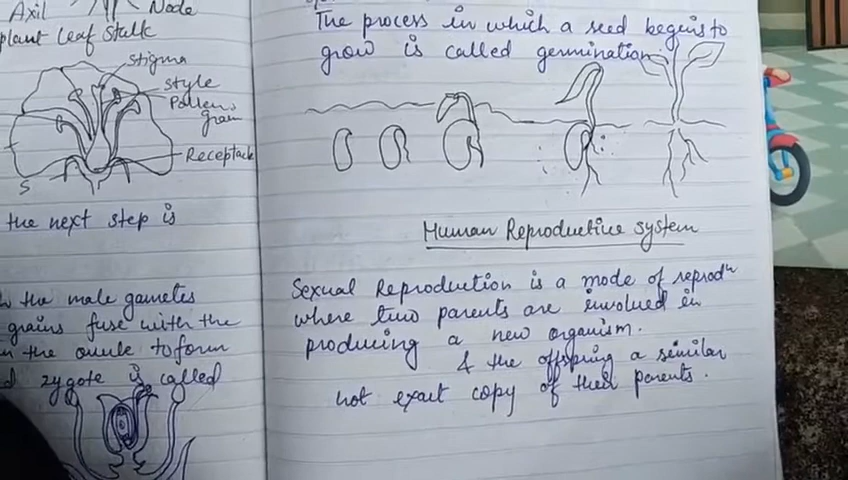 Axil
Node
plant Leaf Stalk
Stigma
style
Pollens
grain
Receptack
S
the next step is
the male gametes
grains fuse with the
the ovule to form
zygote is called
The process in which a seed begins to
grow is called germination.
Human Reproductive system
Sexual Reproduction is a mode of reprodⁿ
where two parents are involved in
producing a new organism.
& the offspring a similar
not exact copy of their parents.